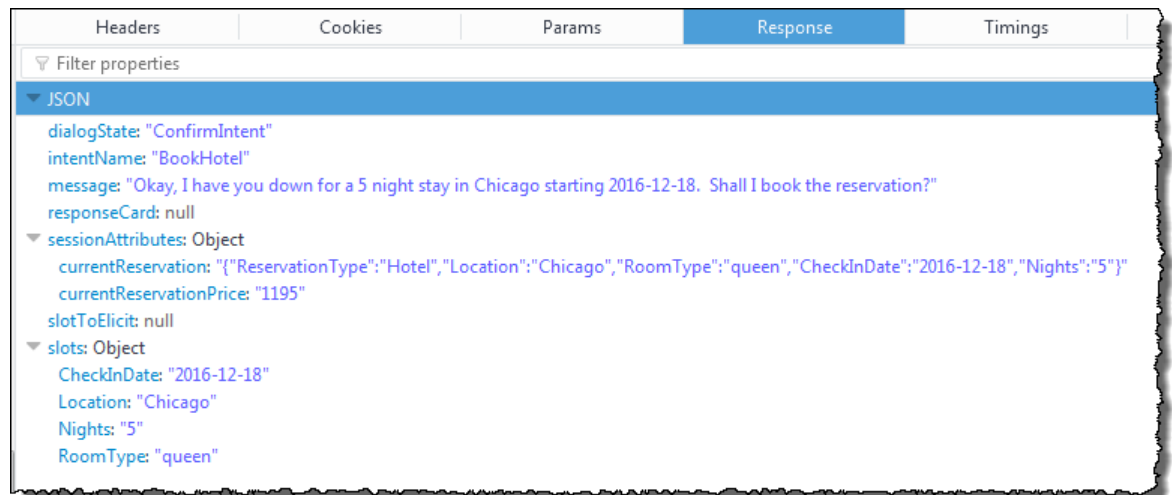 Headers Cookies Params Response Timings
Filter properties
JSON
dialogState: "ConfirmIntent"
intentName: "BookHotel"
message: "Okay, I have you down for a 5 night stay in Chicago starting 2016-12-18.  Shall I book the reservation?"
responseCard: null
sessionAttributes: Object
currentReservation: "{"ReservationType":"Hotel","Location":"Chicago","RoomType":"queen","CheckInDate":"2016-12-18","Nights":"5"}"
currentReservationPrice: "1195"
slotToElicit: null
slots: Object
CheckInDate: "2016-12-18"
Location: "Chicago"
Nights: "5"
RoomType: "queen"